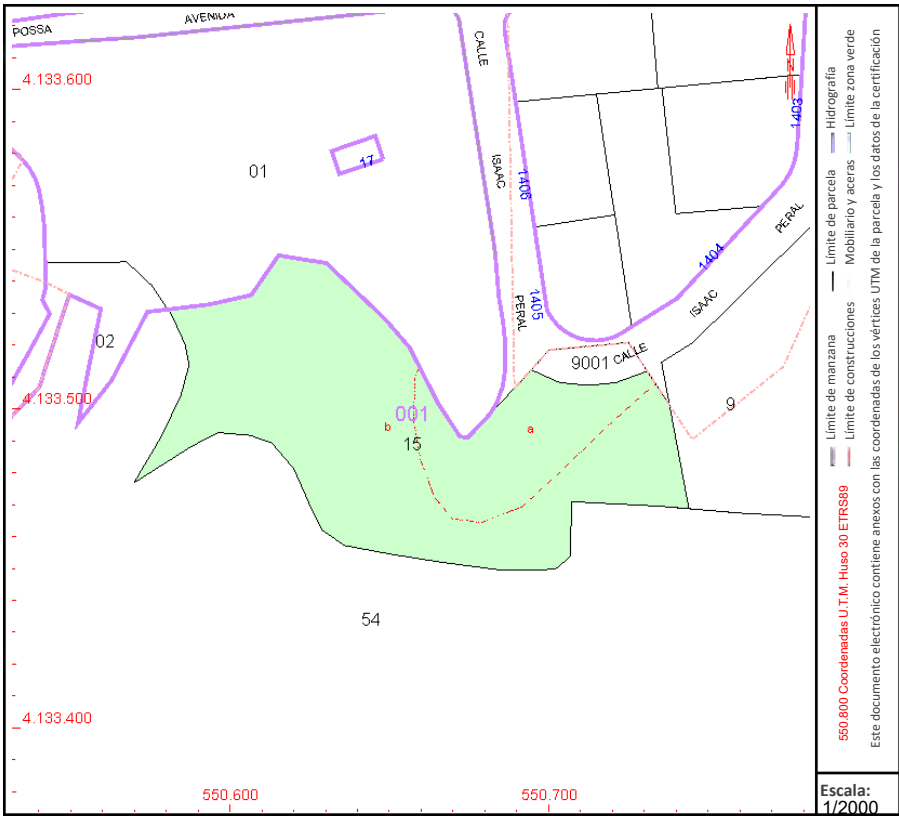 POSSA
AVENIDA
4.133.600
CALLE
ISAAC
PERAL
01
17
1406
1405
1403
1404
PERAL
ISAAC
CALLE
9001
02
4.133.500
001
b
15
a
9
54
4.133.400
550.600
550.700
Límite de manzana
Límite de parcela
Hidrografía
Límite de construcciones
Mobiliario y aceras
Límite zona verde
550.800 Coordenadas U.T.M. Huso 30 ETRS89
Este documento electrónico contiene anexos con las coordenadas de los vértices UTM de la parcela y los datos de la certificación
Escala:
1/2000